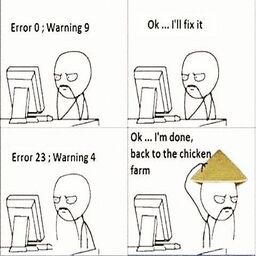 Error 0 ; Warning 9
Ok ... I'll fix it
Error 23 ; Warning 4
Ok ... I'm done,
back to the chicken
farm